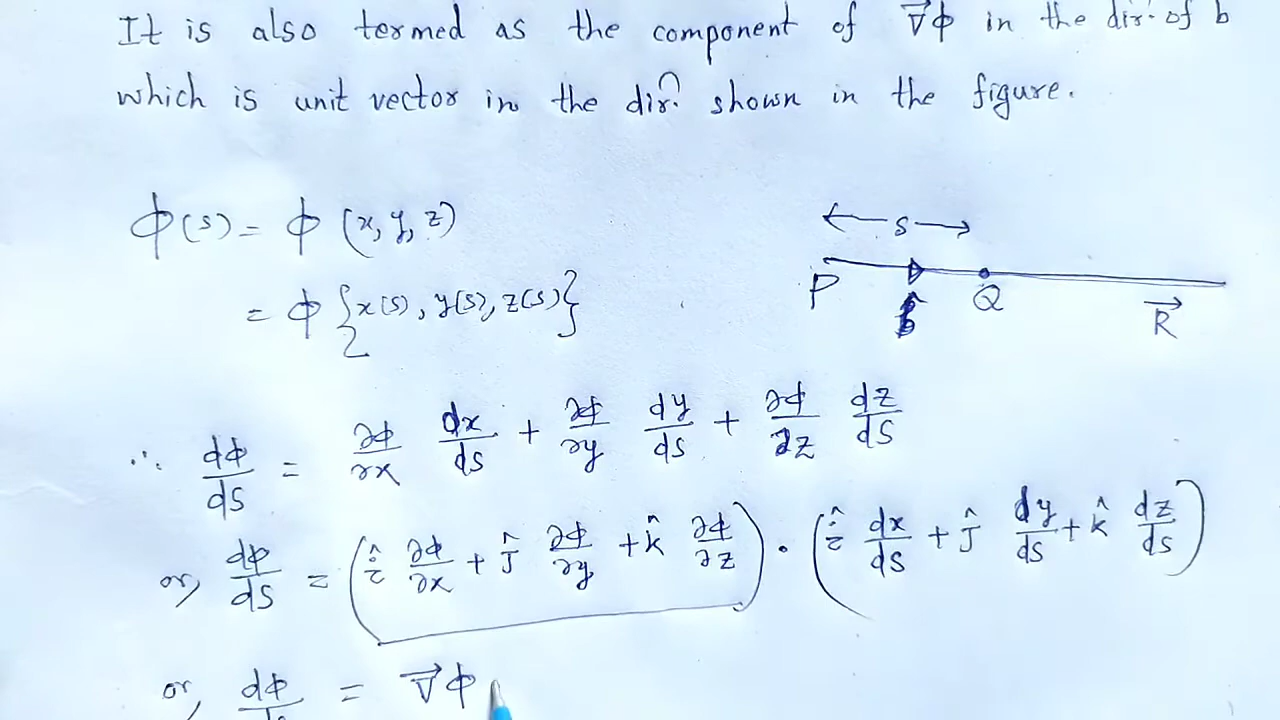 It is also termed as the component of ∇⃗ϕ in the dir. of b
which is unit vector in the dirⁿ. shown in the figure.
ϕ(s) = ϕ (x, y, z)
= ϕ {x(s), y(s), z(s)}
← s →
P b̂ Q R⃗
∴ dϕ/ds = ∂ϕ/∂x dx/ds + ∂ϕ/∂y dy/ds + ∂ϕ/∂z dz/ds
or, dϕ/ds = (î ∂ϕ/∂x + ĵ ∂ϕ/∂y + k̂ ∂ϕ/∂z) · (î dx/ds + ĵ dy/ds + k̂ dz/ds)
or, dϕ/ds = ∇⃗ϕ